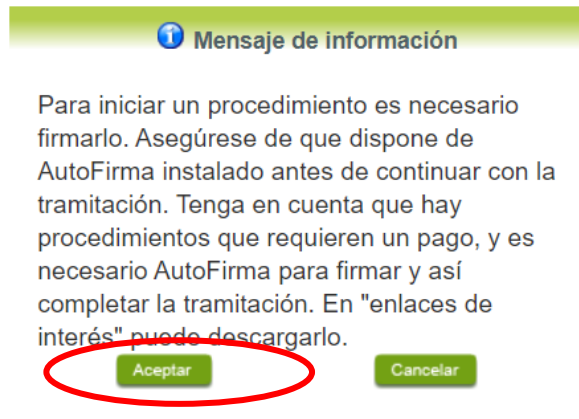 Mensaje de información
Para iniciar un procedimiento es necesario
firmarlo. Asegúrese de que dispone de
AutoFirma instalado antes de continuar con la
tramitación. Tenga en cuenta que hay
procedimientos que requieren un pago, y es
necesario AutoFirma para firmar y así
completar la tramitación. En "enlaces de
interés" puede descargarlo.
Aceptar Cancelar